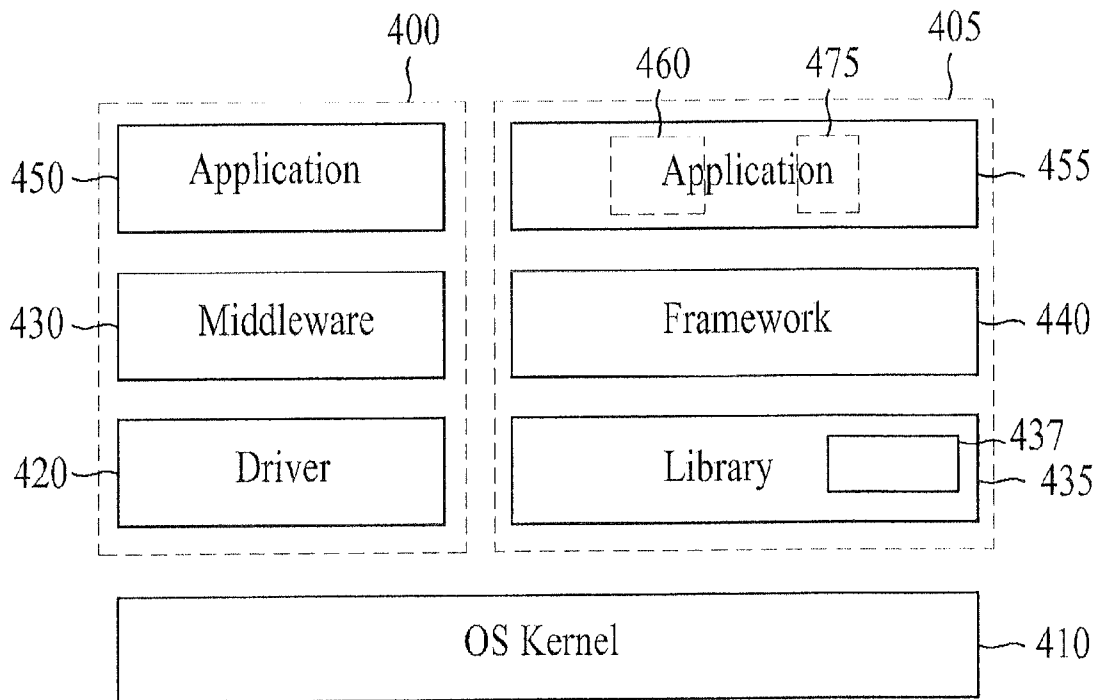 400
405
460
475
450
Application
Application
455
430
Middleware
Framework
440
420
Driver
Library
437
435
OS Kernel
410